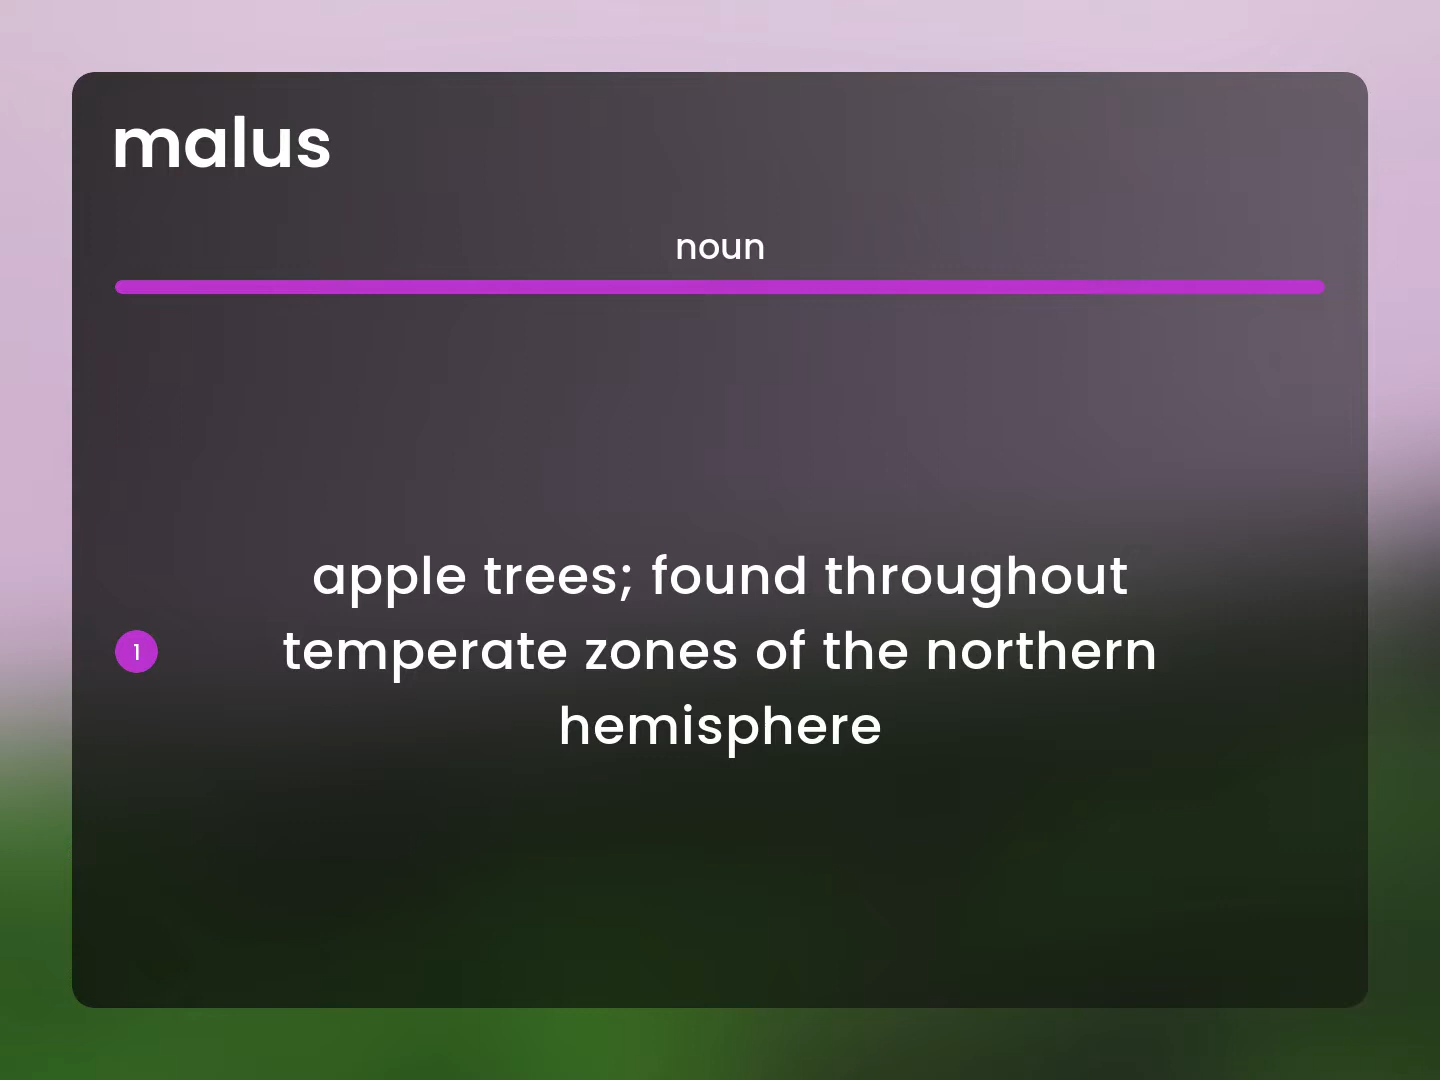 malus
noun
1
apple trees; found throughout
temperate zones of the northern
hemisphere